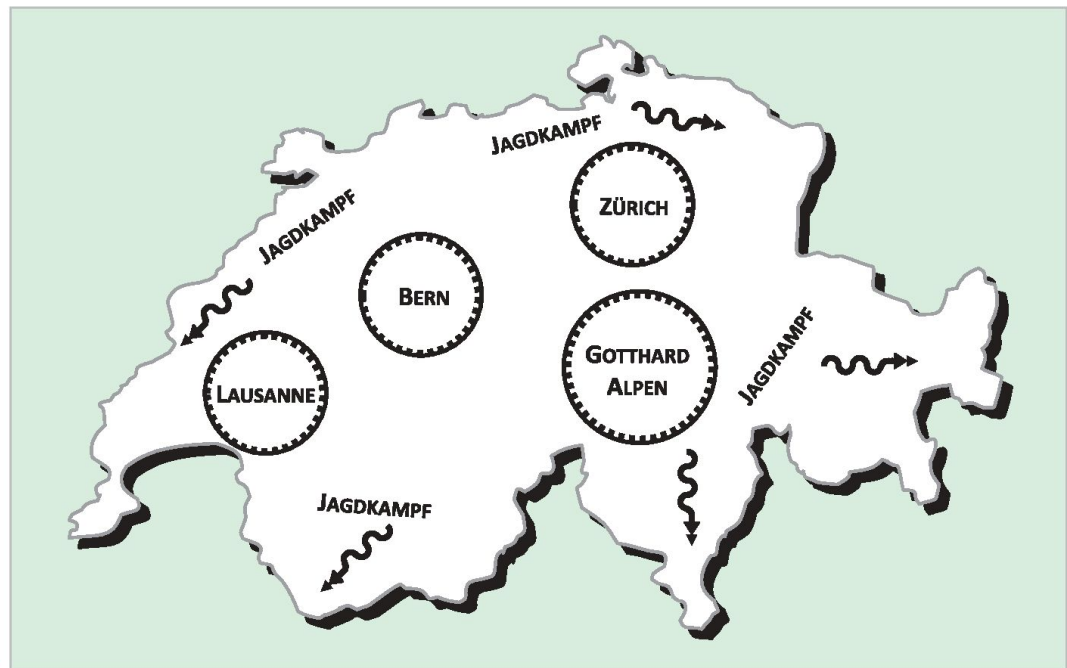 JAGDKAMPF
ZÜRICH
JAGDKAMPF
BERN
GOTTHARD
ALPEN
JAGDKAMPF
LAUSANNE
JAGDKAMPF